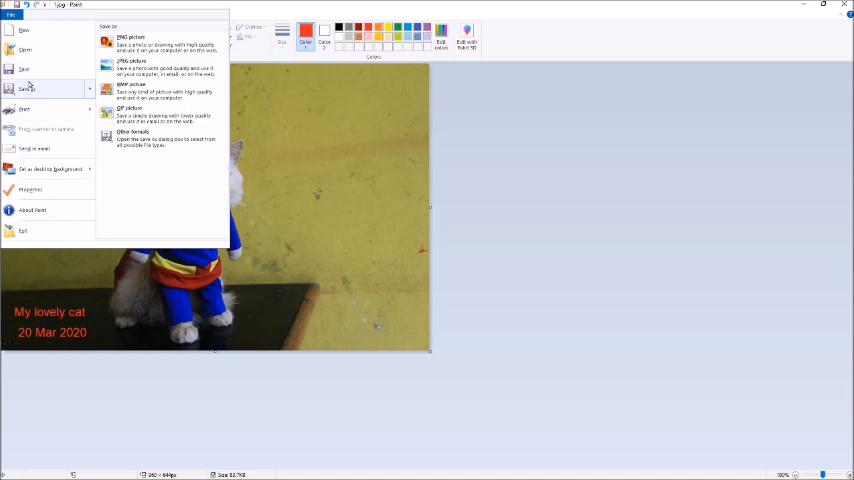 1.jpg - Paint
File
New
Open
Save
Save as
Print
From scanner or camera
Send in email
Set as desktop background
Properties
About Paint
Exit
Save as
PNG picture
Save a photo or drawing with high quality
and use it on your computer or on the web.
JPEG picture
Save a photo with good quality and use it
on your computer, in email, or on the web.
BMP picture
Save any kind of picture with high quality
and use it on your computer.
GIF picture
Save a simple drawing with lower quality
and use it in email or on the web.
Other formats
Open the Save As dialog box to select from
all possible file types.
Outline
Fill
Size
Color
1
Color
2
Edit
colors
Edit with
Paint 3D
Colors
My lovely cat
20 Mar 2020
960 × 644px
Size: 83.7KB
100%